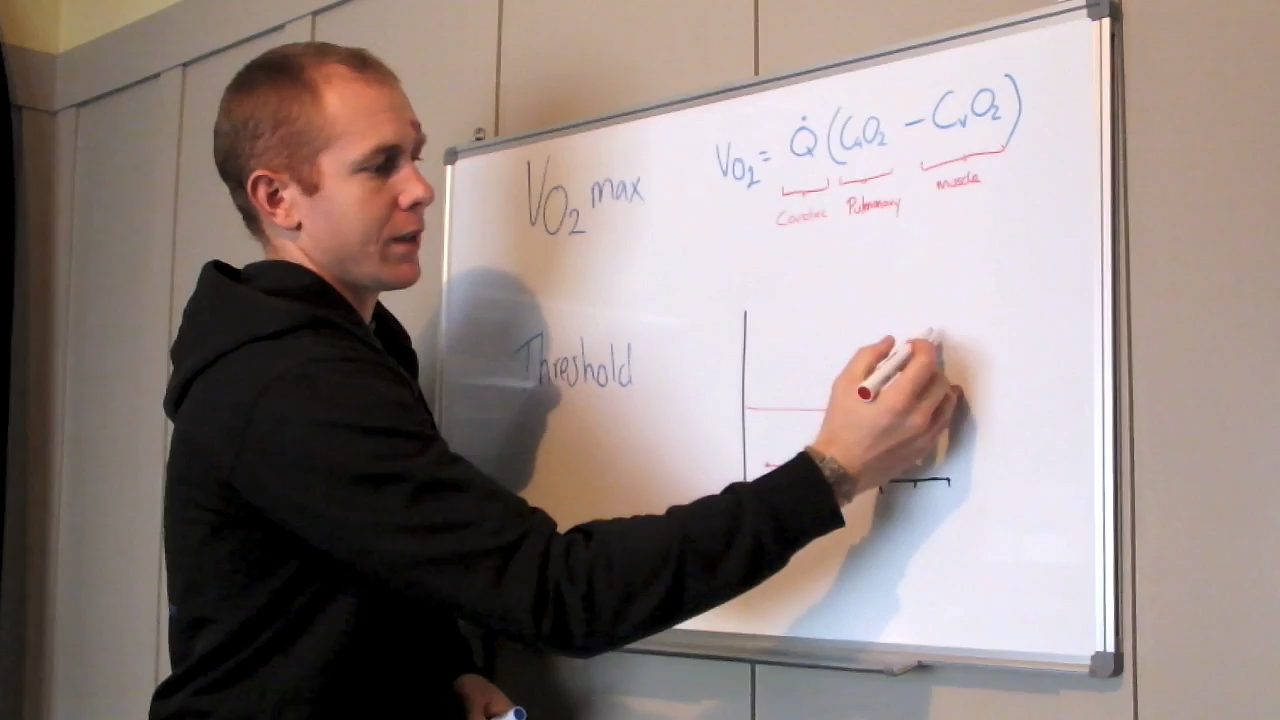 VO₂ = Q̇ (CaO₂ - CvO₂)
Cardiac Pulmonary muscle
VO₂ max
Threshold